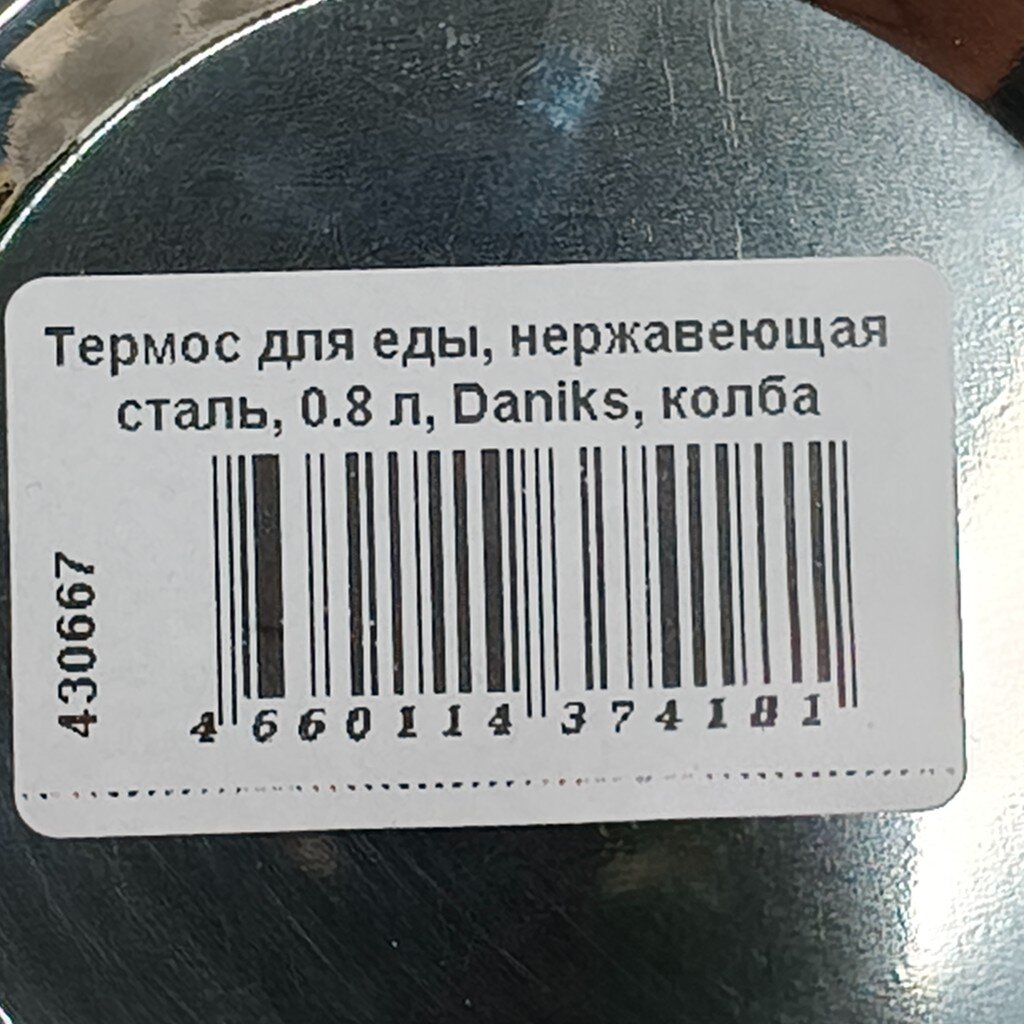 Термос для еды, нержавеющая
сталь, 0.8 л, Daniks, колба
430667
4 660114 374181